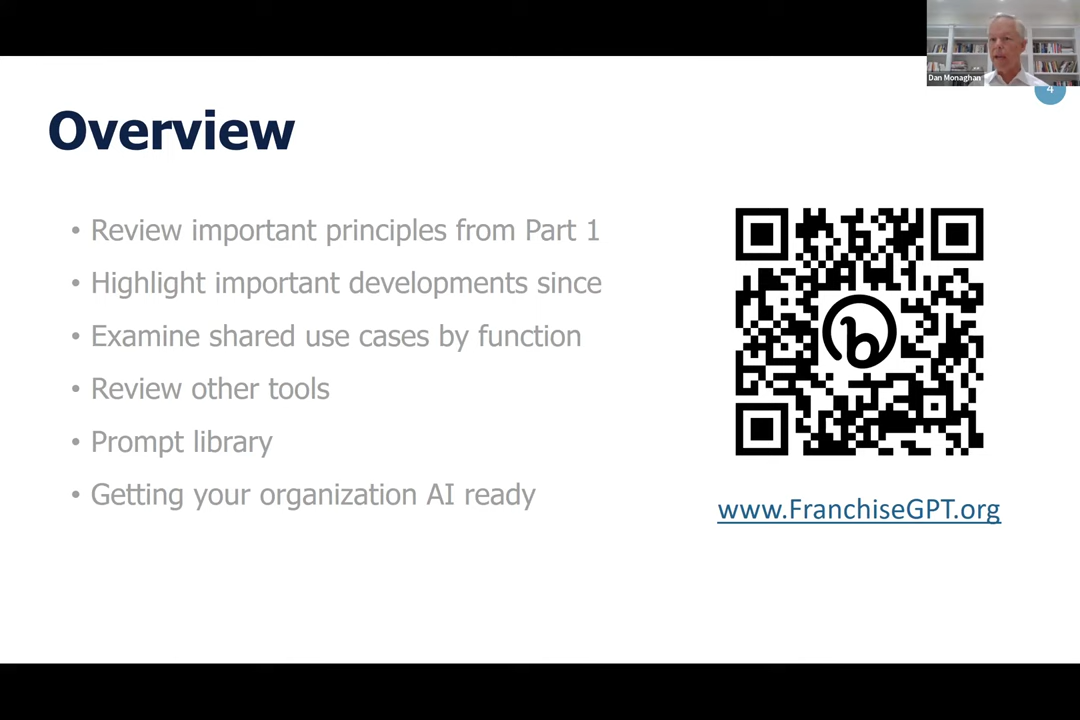 Dan Monaghan
4
Overview
• Review important principles from Part 1
• Highlight important developments since
• Examine shared use cases by function
• Review other tools
• Prompt library
• Getting your organization AI ready
b
www.FranchiseGPT.org